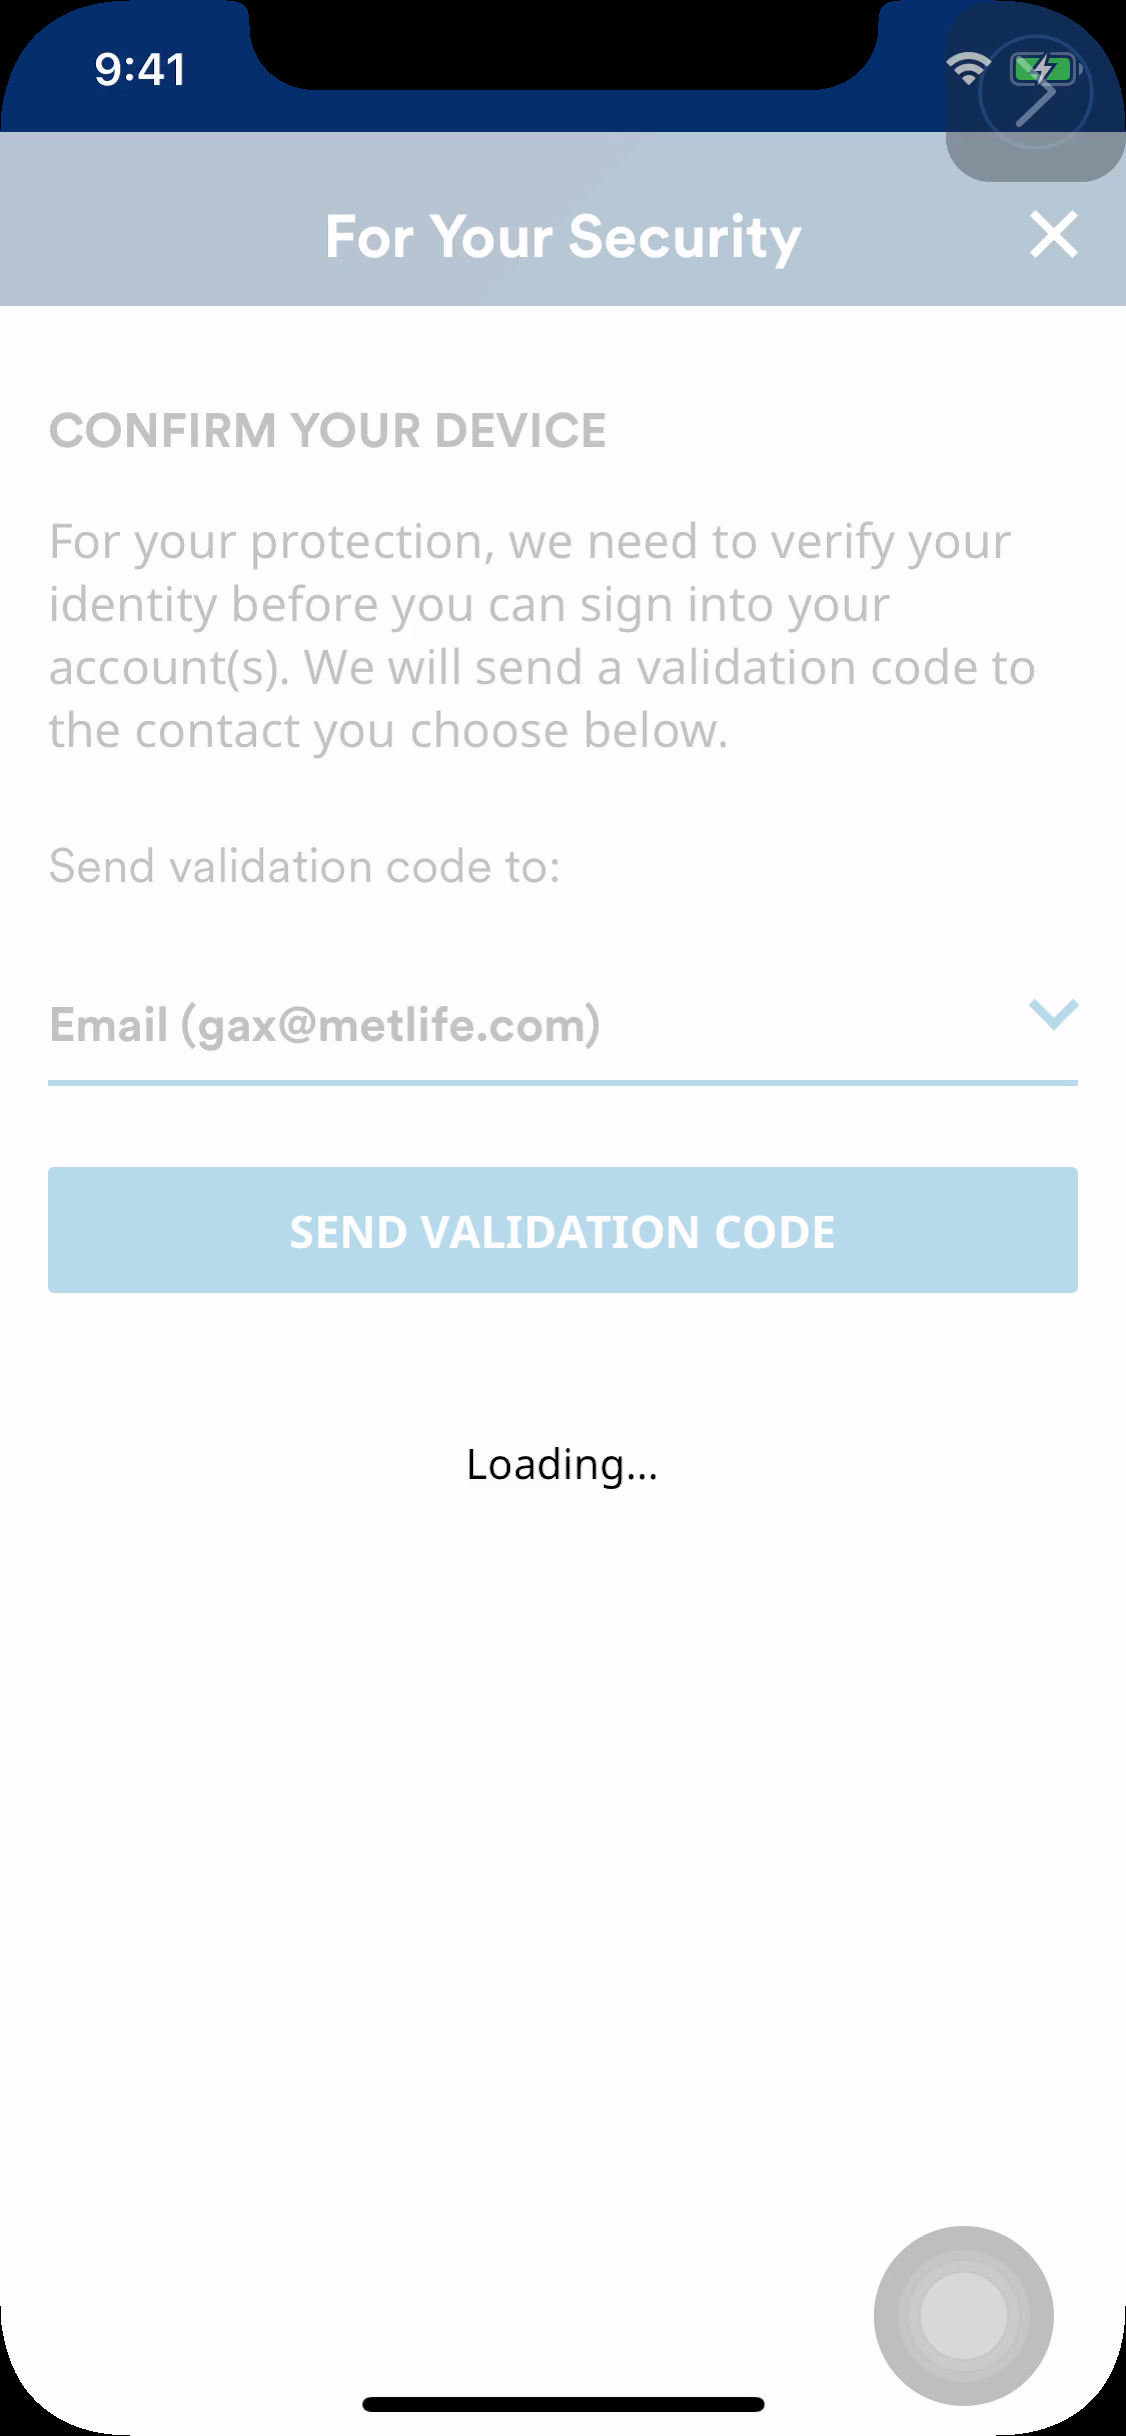 9:41
For Your Security
CONFIRM YOUR DEVICE
For your protection, we need to verify your
identity before you can sign into your
account(s). We will send a validation code to
the contact you choose below.
Send validation code to:
Email (gax@metlife.com)
SEND VALIDATION CODE
Loading...